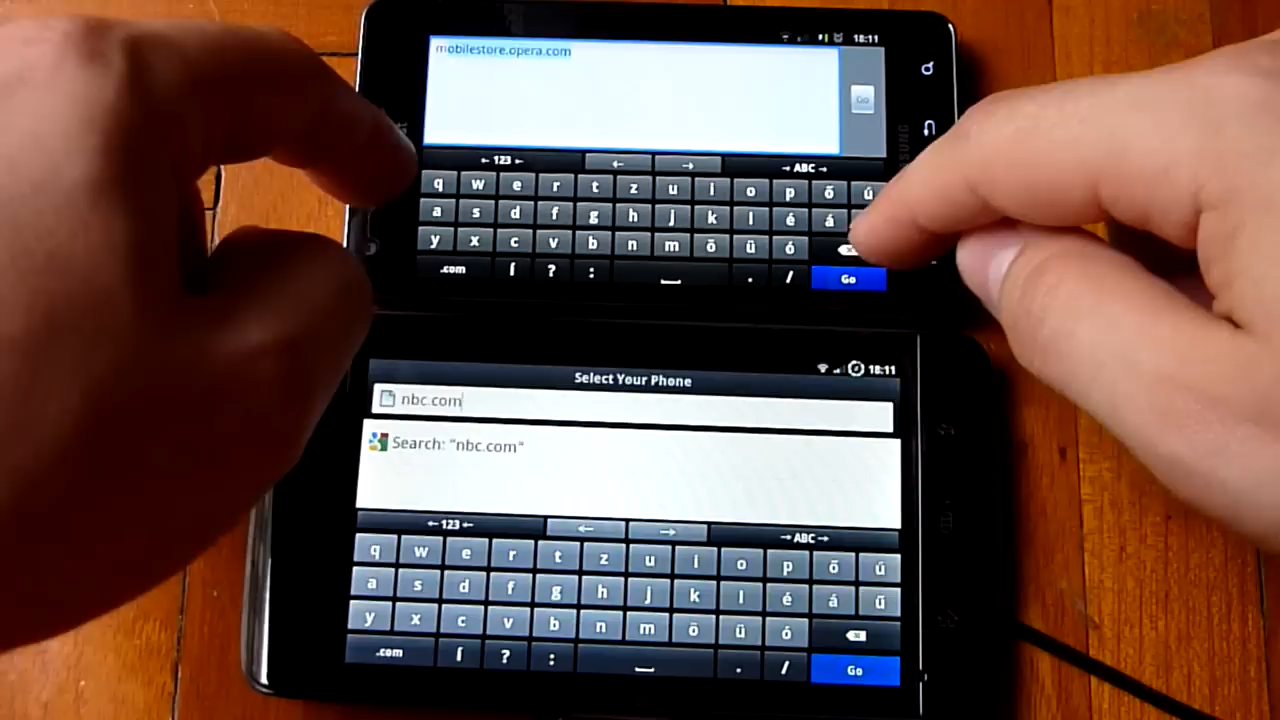 18:11
mobilestore.opera.com
Go
SAMSUNG
← 123 ← ← → → ABC →
q w e r t z u i o p ő ú
a s d f g h j k l é á
y x c v b n m ö ü ó
.com í ? : . / Go
18:11
Select Your Phone
nbc.com
Search: "nbc.com"
← 123 ← ← → → ABC →
q w e r t z u i o p ő ú
a s d f g h j k l é á ű
y x c v b n m ö ü ó
.com í ? : . / Go